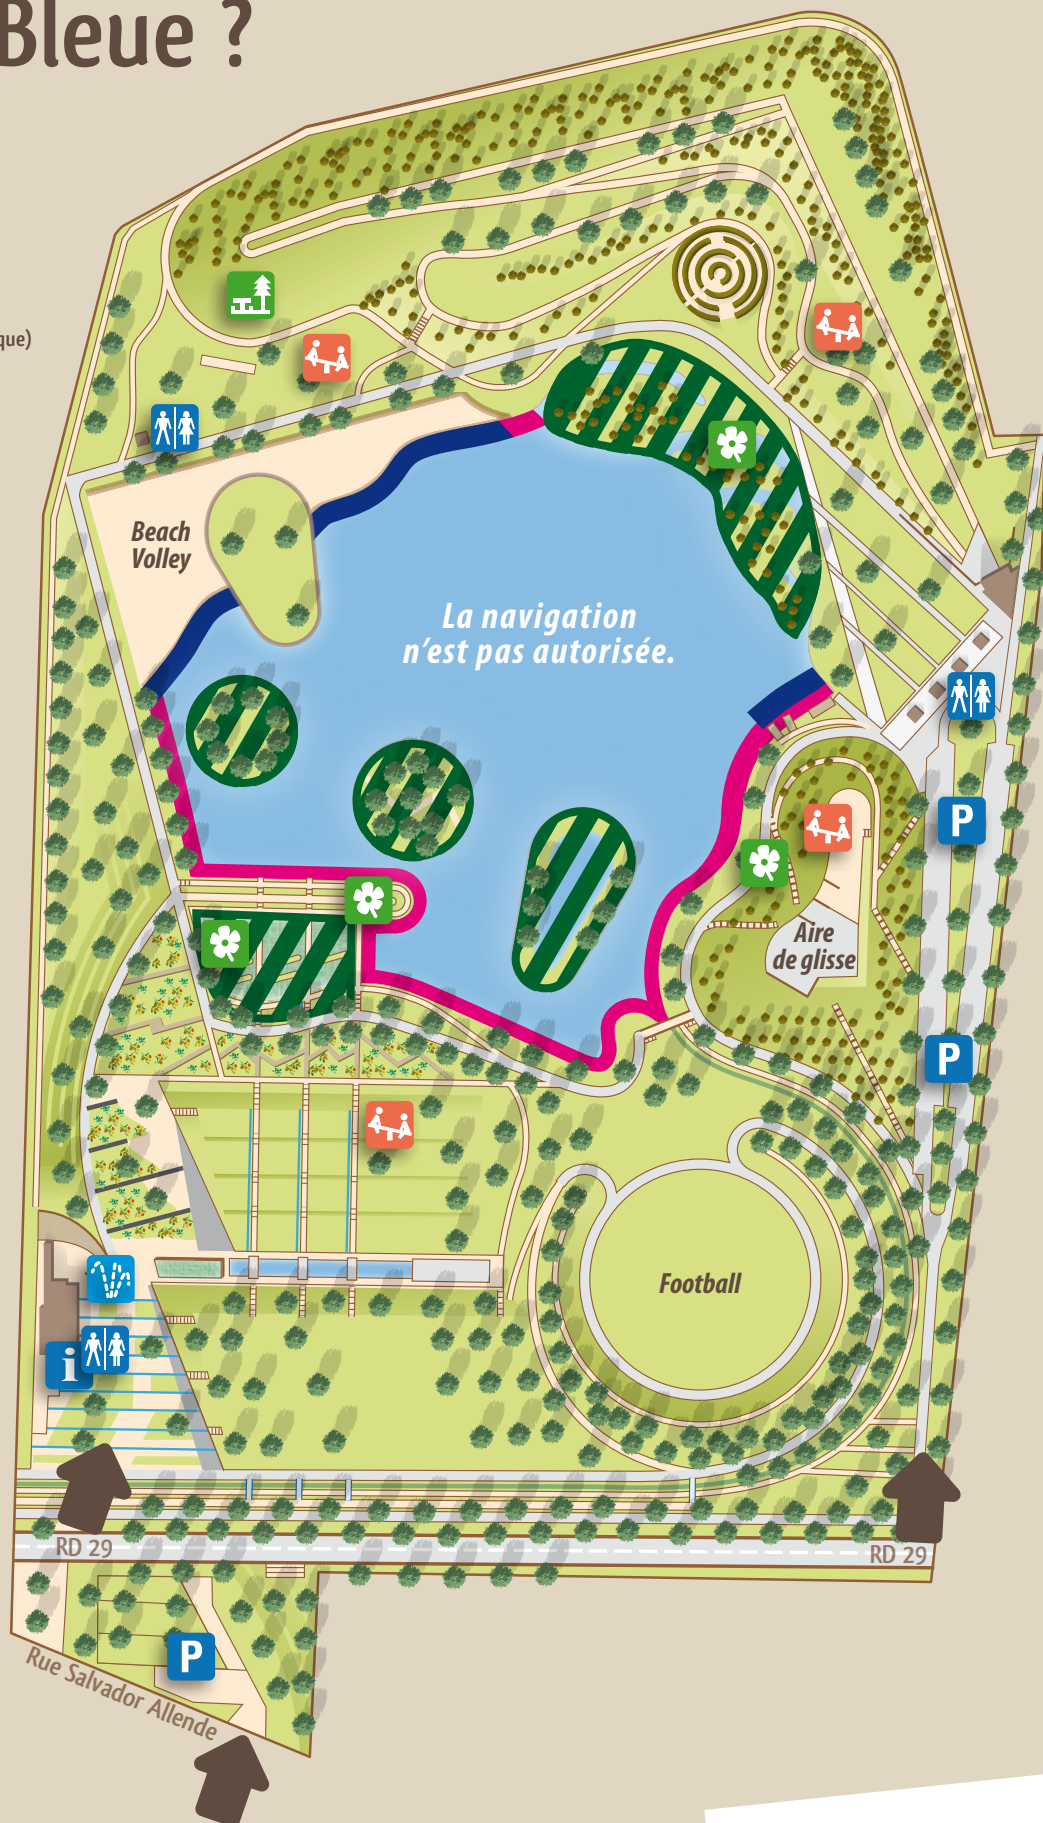 Bleue ?
que)
Beach
Volley
La navigation
n'est pas autorisée.
P
Aire
de glisse
P
Football
i
RD 29
RD 29
P
Rue Salvador Allende